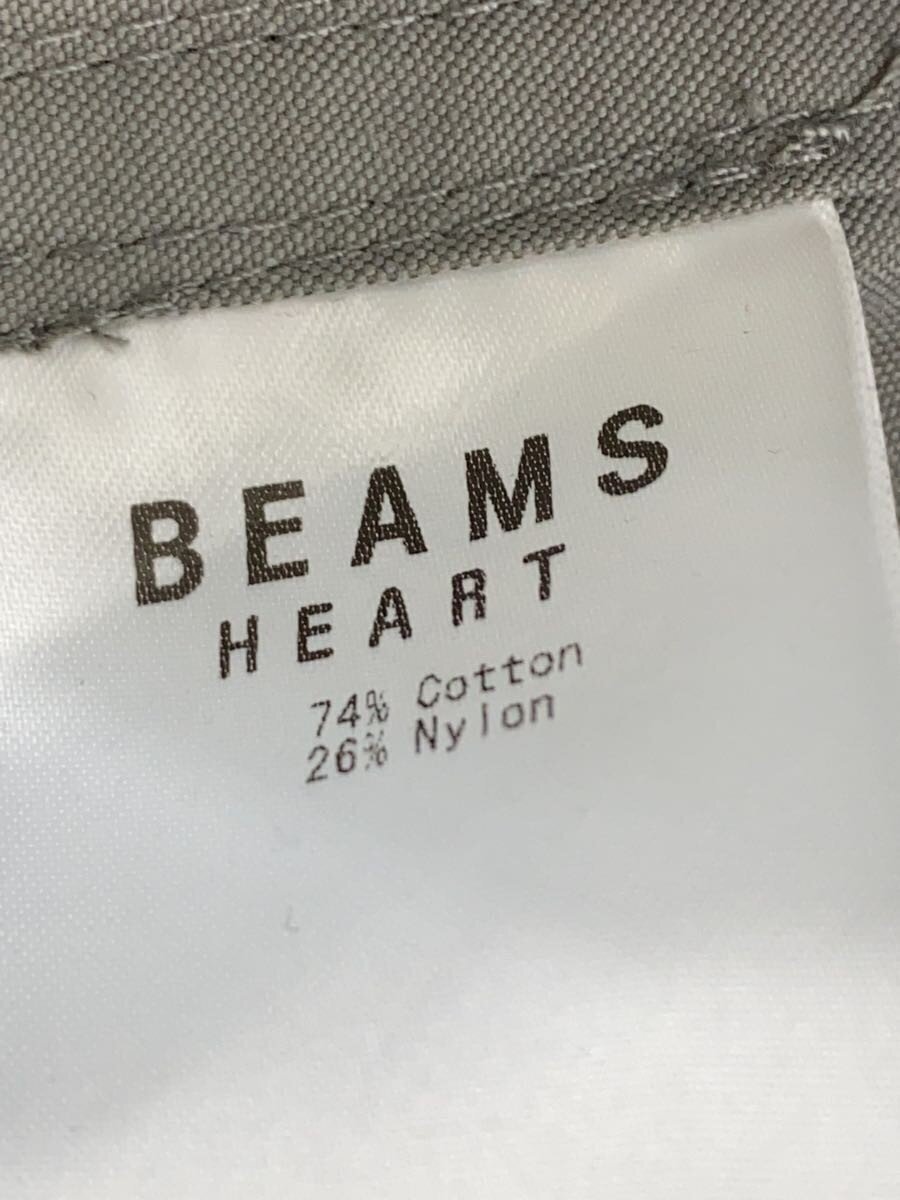 BEAMS
HEART
74% Cotton
26% Nylon